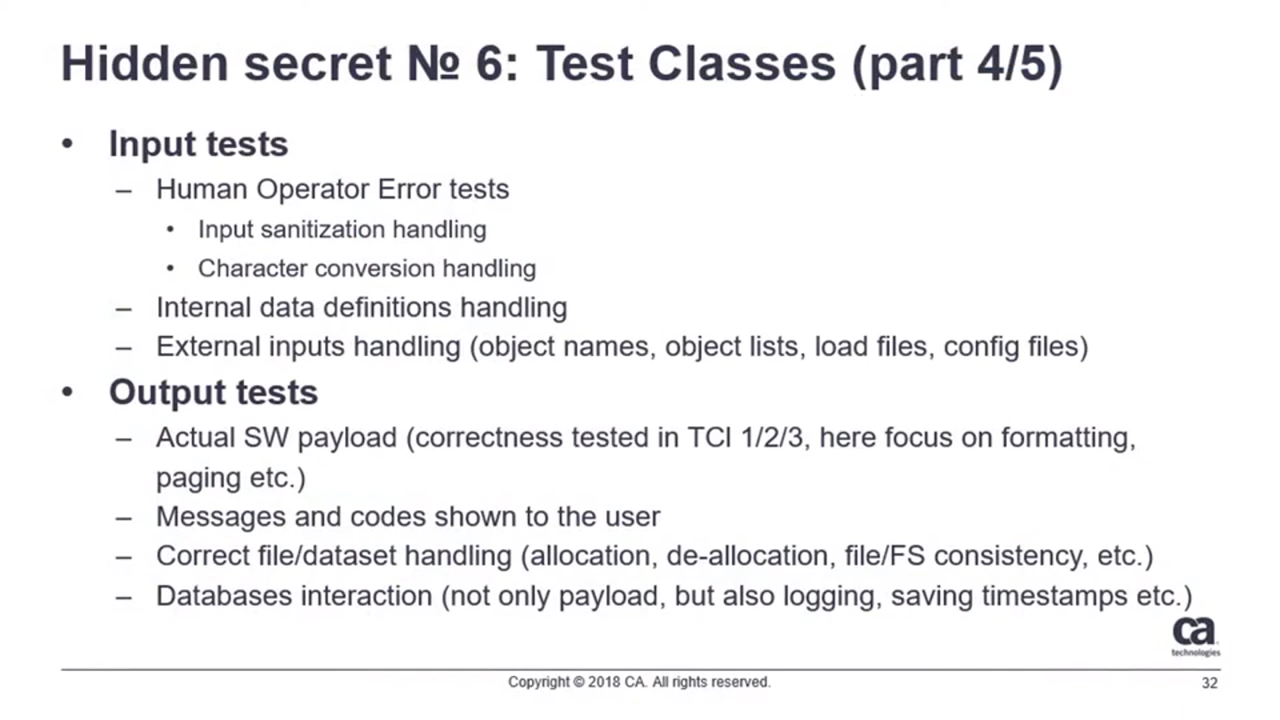 Hidden secret № 6: Test Classes (part 4/5)
• Input tests
– Human Operator Error tests
• Input sanitization handling
• Character conversion handling
– Internal data definitions handling
– External inputs handling (object names, object lists, load files, config files)
• Output tests
– Actual SW payload (correctness tested in TCl 1/2/3, here focus on formatting,
paging etc.)
– Messages and codes shown to the user
– Correct file/dataset handling (allocation, de-allocation, file/FS consistency, etc.)
– Databases interaction (not only payload, but also logging, saving timestamps etc.)
ca
technologies
Copyright © 2018 CA. All rights reserved.
32